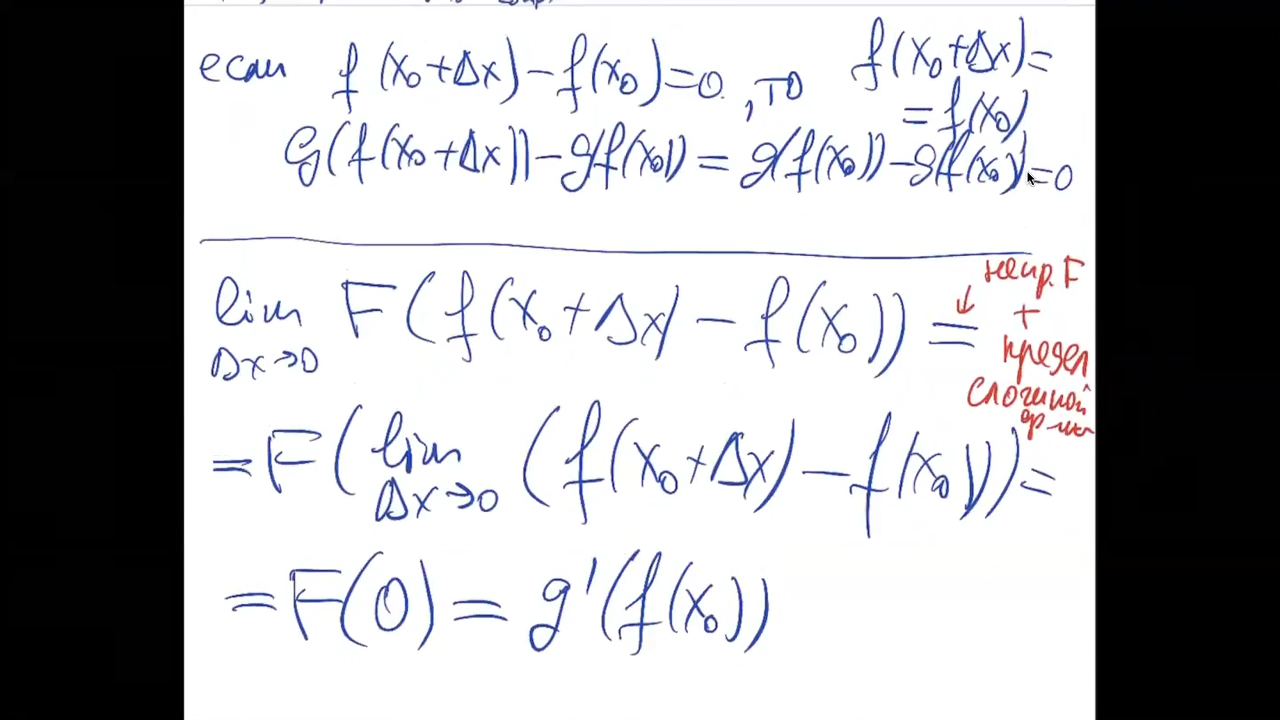 если f(x₀+Δx)-f(x₀)=0, то f(x₀+Δx)=
=f(x₀)
g(f(x₀+Δx))-g(f(x₀))=g(f(x₀))-g(f(x₀))=0
lim F(f(x₀+Δx)-f(x₀))=
Δx→0
непр. F
↓ +
предел
сложной
ф-ии
=F(lim (f(x₀+Δx)-f(x₀)))=
Δx→0
=F(0)=g'(f(x₀))